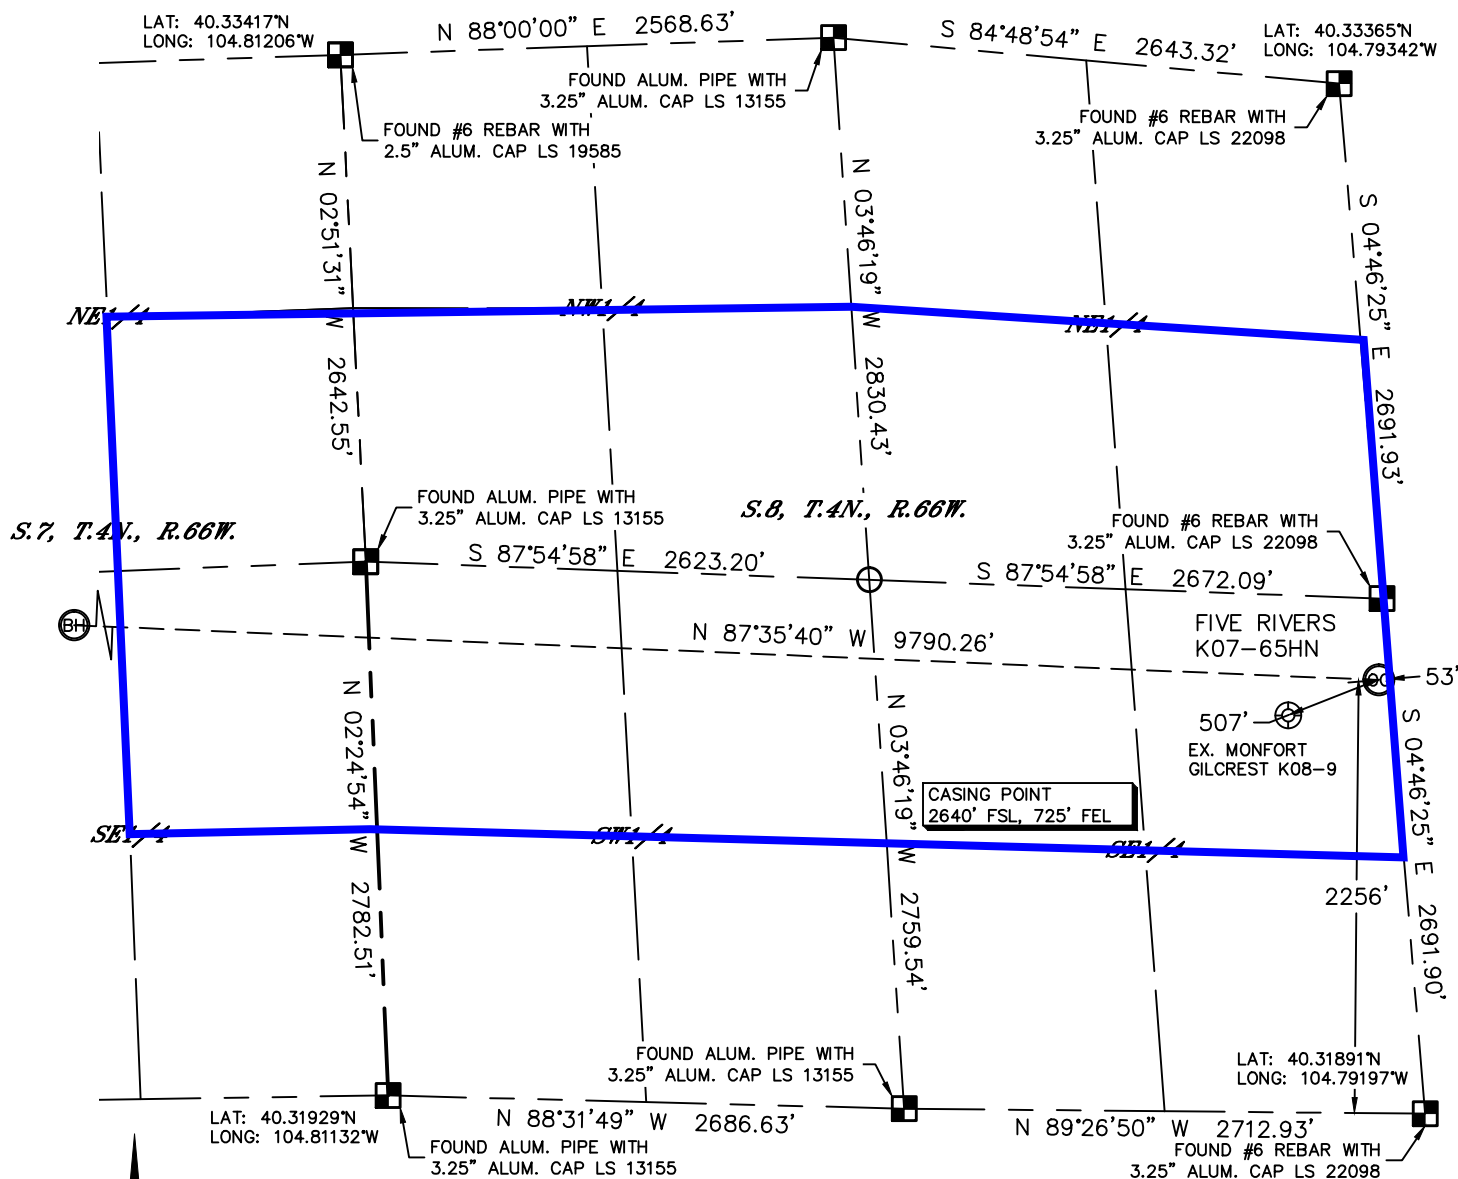 LAT: 40.33417°N
LONG: 104.81206°W
N 88°00'00" E 2568.63'
S 84°48'54" E 2643.32'
LAT: 40.33365°N
LONG: 104.79342°W
FOUND ALUM. PIPE WITH
3.25" ALUM. CAP LS 13155
FOUND #6 REBAR WITH
2.5" ALUM. CAP LS 19585
FOUND #6 REBAR WITH
3.25" ALUM. CAP LS 22098
N 02°51'31" W 2642.55'
N 03°46'19" W 2830.43'
S 04°46'25" E 2691.93'
NE1/4
NW1/4
NE1/4
FOUND ALUM. PIPE WITH
3.25" ALUM. CAP LS 13155
S.7, T.4N., R.66W.
S.8, T.4N., R.66W.
FOUND #6 REBAR WITH
3.25" ALUM. CAP LS 22098
S 87°54'58" E 2623.20'
S 87°54'58" E 2672.09'
BH
N 87°35'40" W 9790.26'
FIVE RIVERS
K07-65HN
53'
507'
EX. MONFORT
GILCREST K08-9
N 02°24'54" W 2782.51'
N 03°46'19" W 2759.54'
S 04°46'25" E 2691.90'
CASING POINT
2640' FSL, 725' FEL
SE1/4
SW1/4
SE1/4
2256'
FOUND ALUM. PIPE WITH
3.25" ALUM. CAP LS 13155
LAT: 40.31891°N
LONG: 104.79197°W
LAT: 40.31929°N
LONG: 104.81132°W
N 88°31'49" W 2686.63'
N 89°26'50" W 2712.93'
FOUND ALUM. PIPE WITH
3.25" ALUM. CAP LS 13155
FOUND #6 REBAR WITH
3.25" ALUM. CAP LS 22098